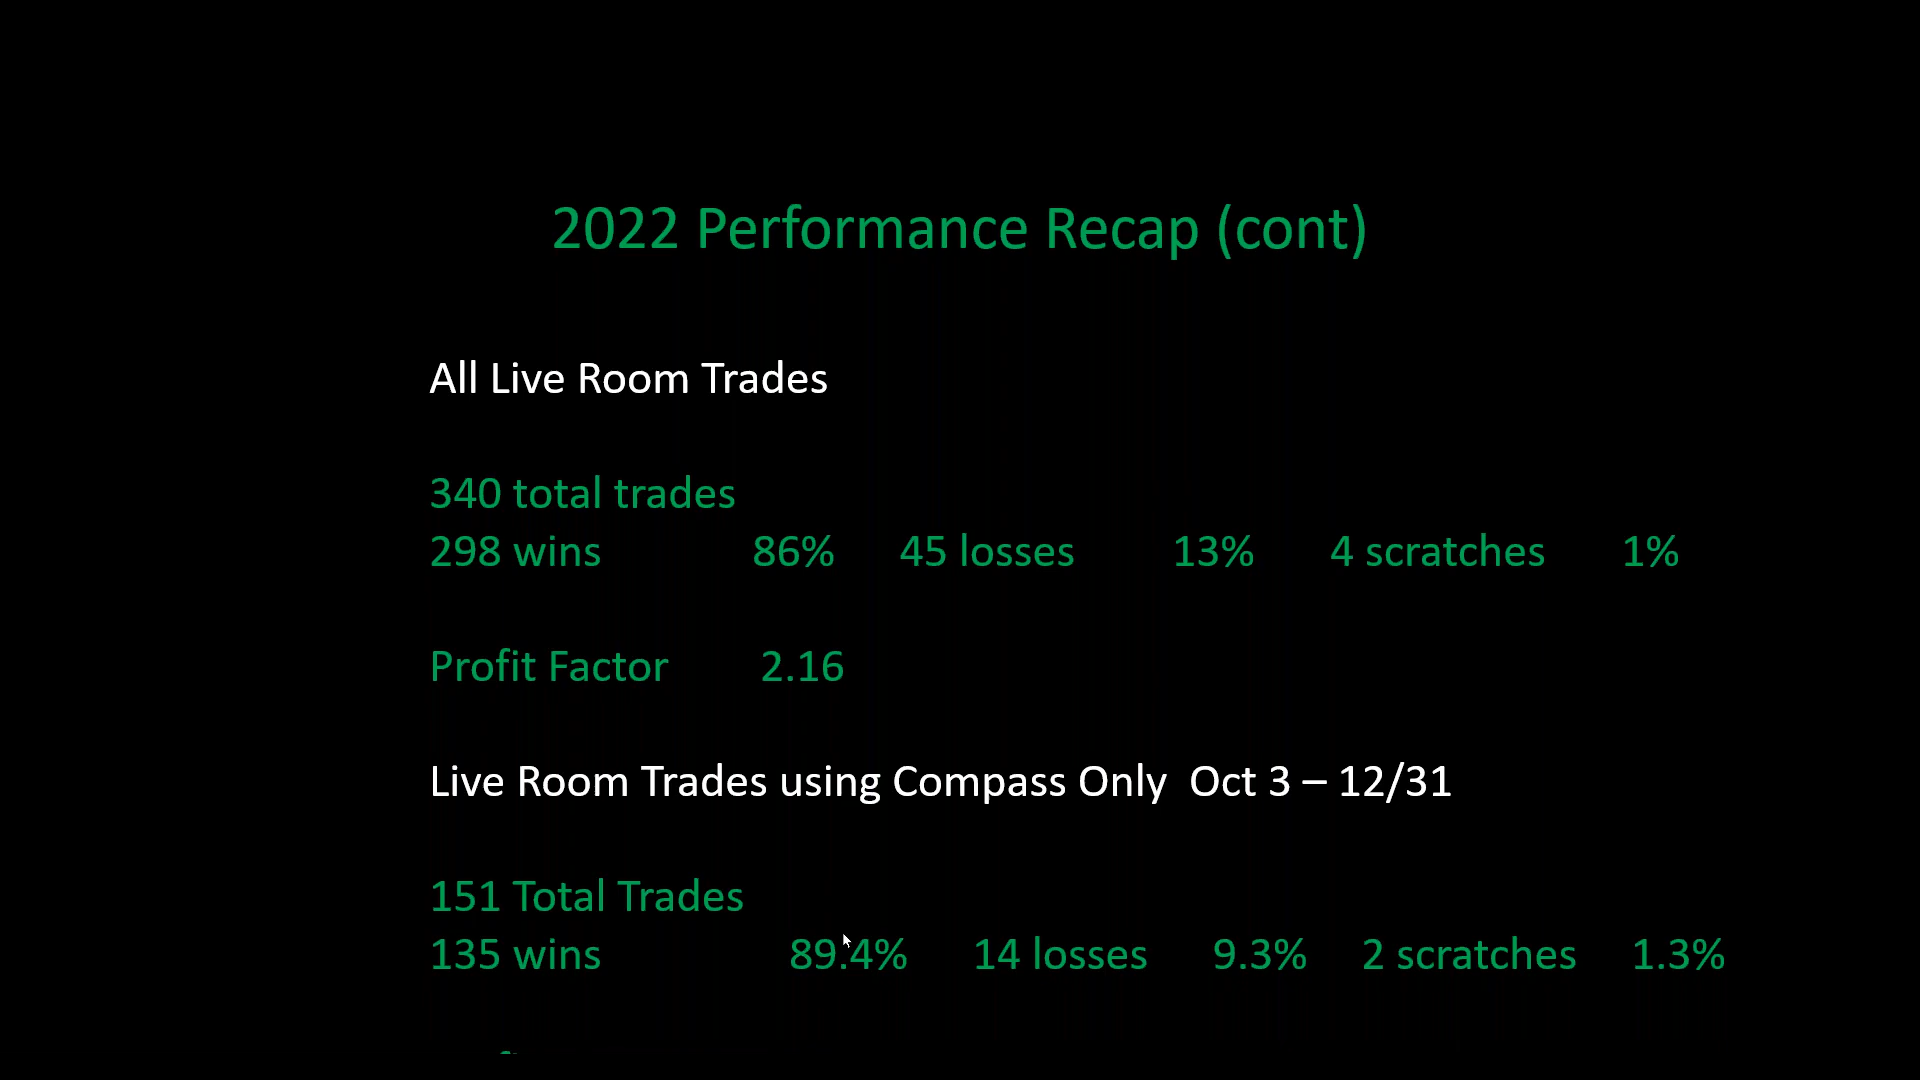 2022 Performance Recap (cont)
All Live Room Trades
340 total trades
298 wins 86% 45 losses 13% 4 scratches 1%
Profit Factor 2.16
Live Room Trades using Compass Only Oct 3 – 12/31
151 Total Trades
135 wins 89.4% 14 losses 9.3% 2 scratches 1.3%